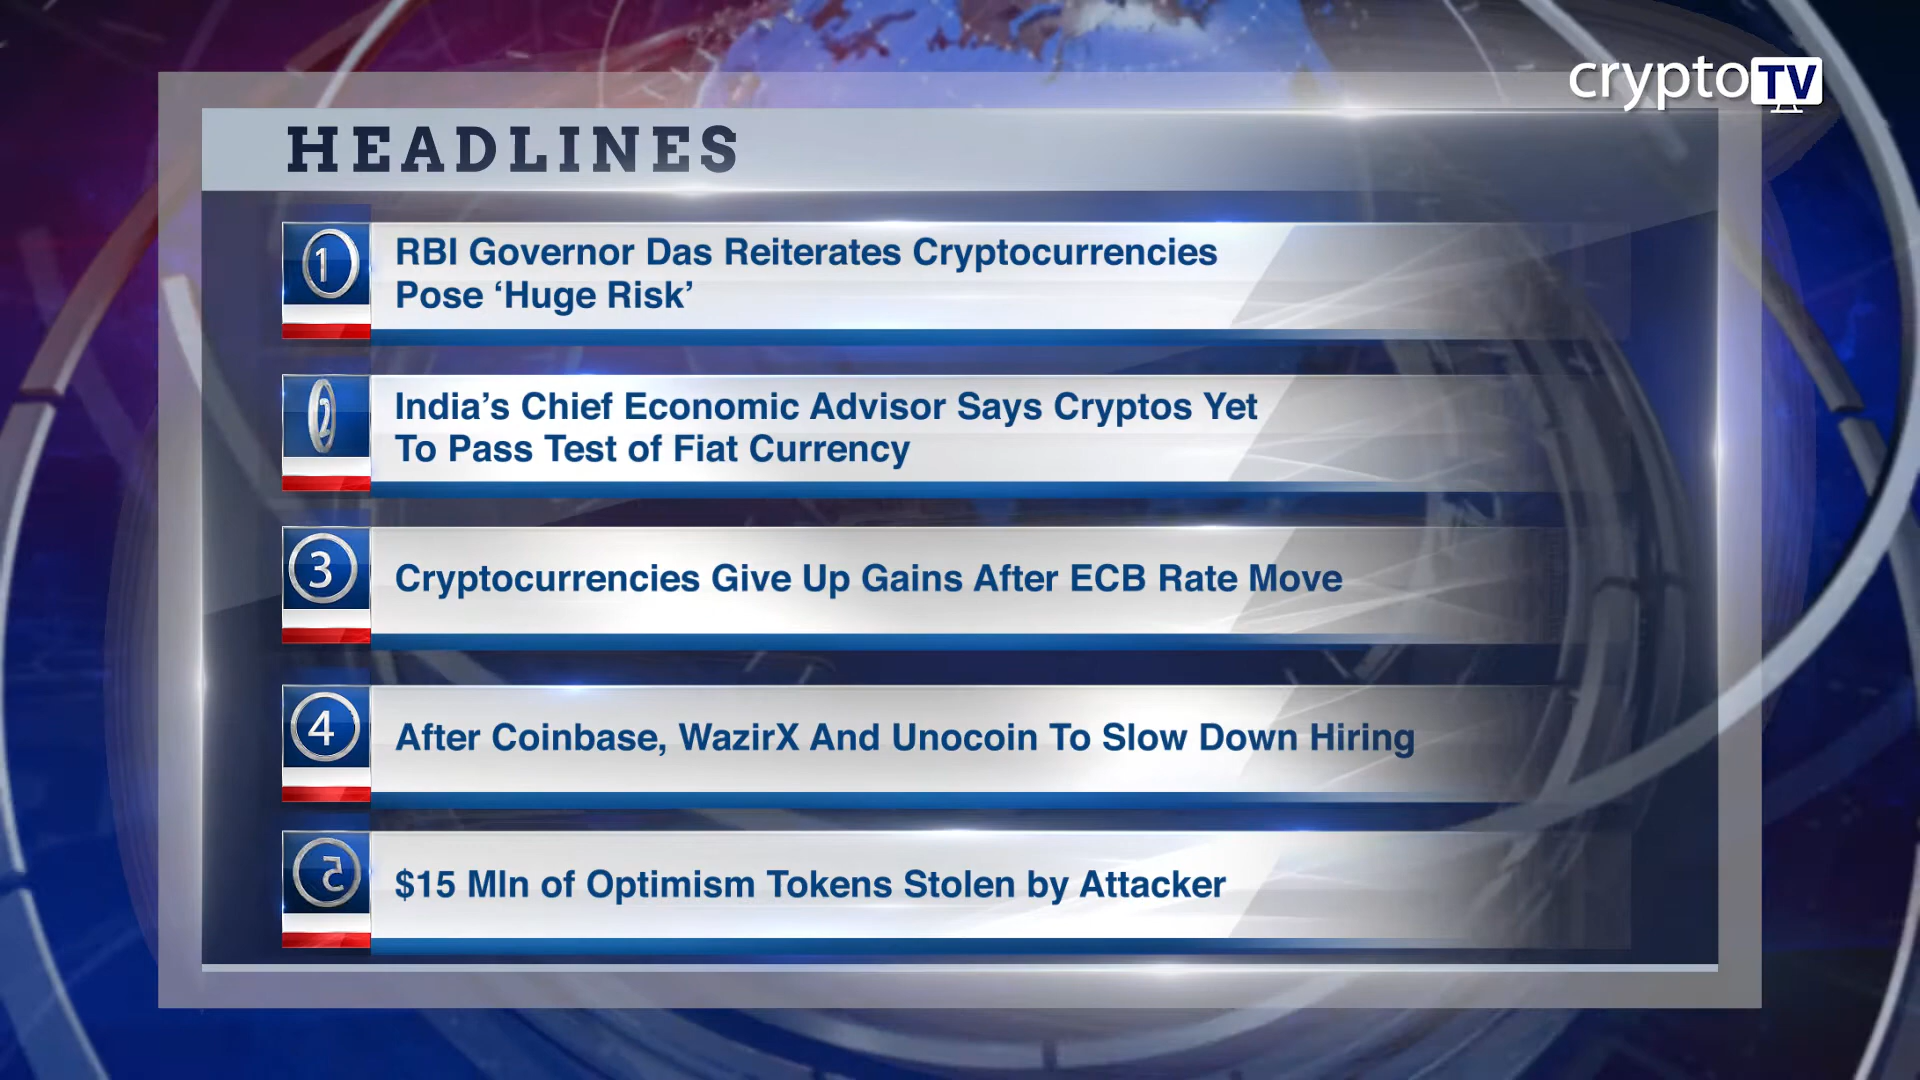 cryptoTV
HEADLINES
1
RBI Governor Das Reiterates Cryptocurrencies
Pose ‘Huge Risk’
2
India’s Chief Economic Advisor Says Cryptos Yet
To Pass Test of Fiat Currency
3
Cryptocurrencies Give Up Gains After ECB Rate Move
4
After Coinbase, WazirX And Unocoin To Slow Down Hiring
5
$15 Mln of Optimism Tokens Stolen by Attacker